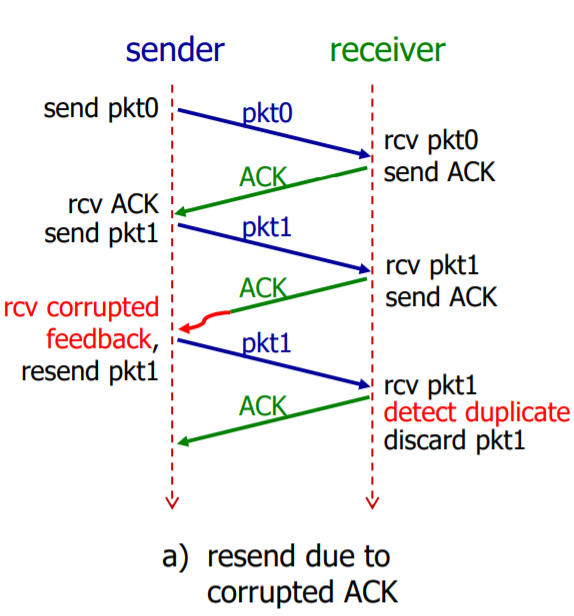 sender
receiver
send pkt0
pkt0
rcv pkt0
send ACK
ACK
rcv ACK
send pkt1
pkt1
rcv pkt1
send ACK
ACK
rcv corrupted
feedback,
resend pkt1
pkt1
rcv pkt1
detect duplicate
discard pkt1
ACK
a) resend due to
corrupted ACK